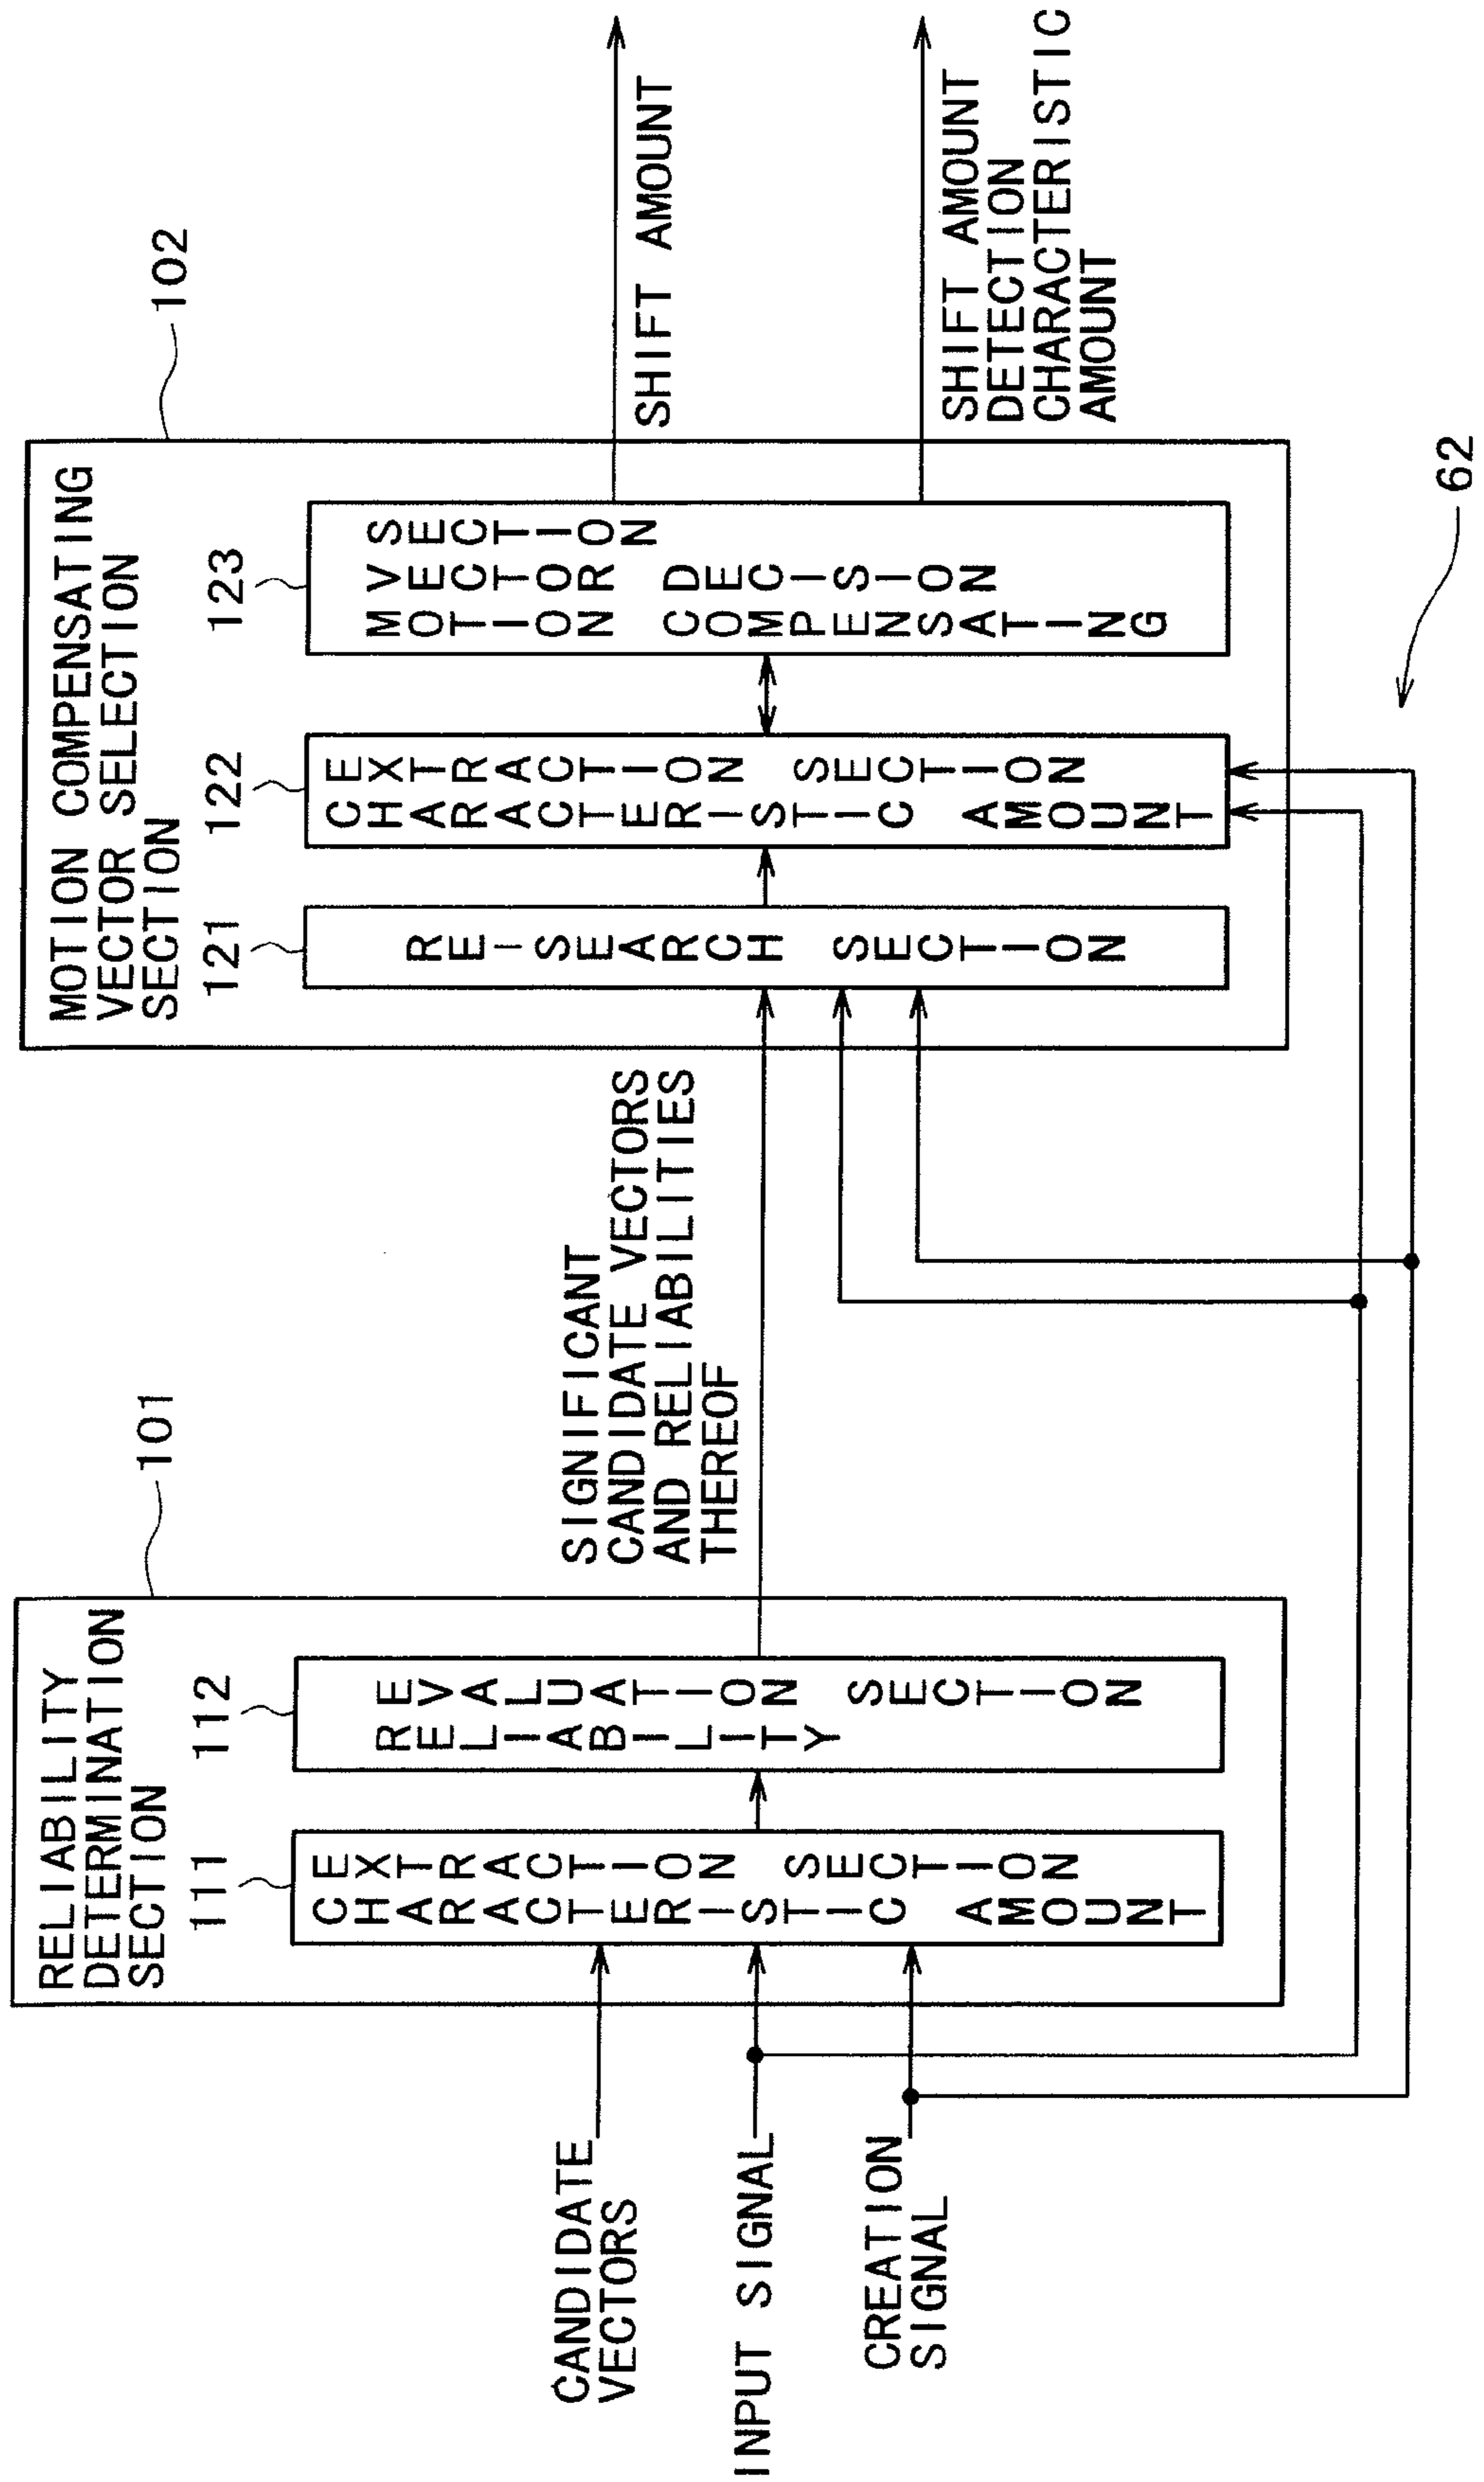 RELIABILITY
DETERMINATION
SECTION
101
111
CHARACTERISTIC AMOUNT
EXTRACTION SECTION
112
RELIABILITY
EVALUATION SECTION
CANDIDATE
VECTORS
INPUT SIGNAL
CREATION
SIGNAL
SIGNIFICANT
CANDIDATE VECTORS
AND RELIABILITIES
THEREOF
MOTION COMPENSATING
VECTOR SELECTION
SECTION
102
121
RE-SEARCH SECTION
122
CHARACTERISTIC AMOUNT
EXTRACTION SECTION
123
MOTION COMPENSATING
VECTOR DECISION
SECTION
SHIFT AMOUNT
SHIFT AMOUNT
DETECTION
CHARACTERISTIC
AMOUNT
62